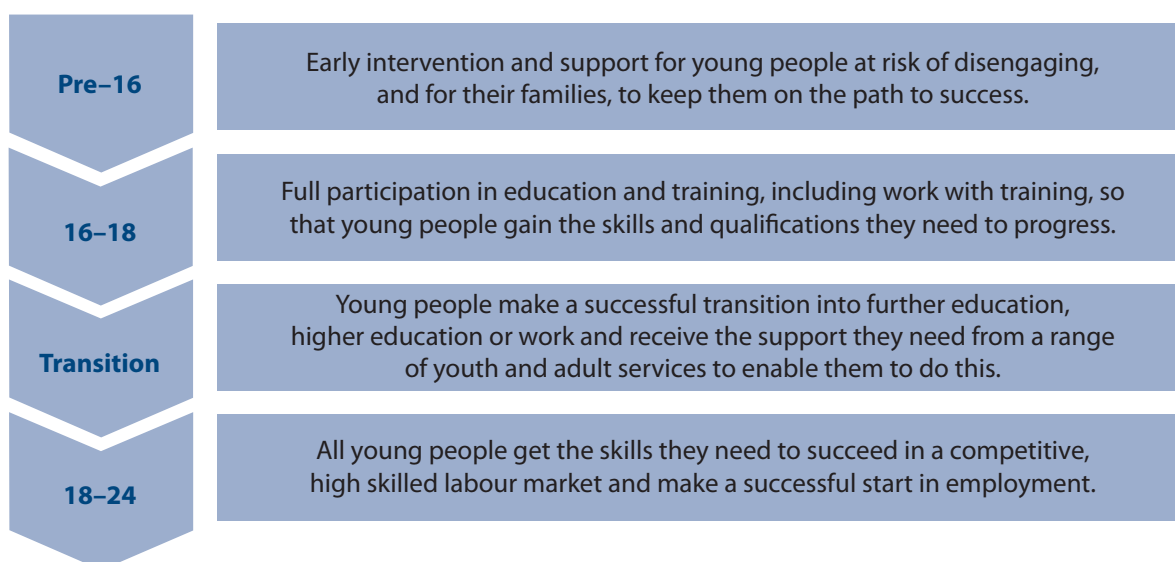 Pre–16
Early intervention and support for young people at risk of disengaging,
and for their families, to keep them on the path to success.
16–18
Full participation in education and training, including work with training, so
that young people gain the skills and qualifications they need to progress.
Transition
Young people make a successful transition into further education,
higher education or work and receive the support they need from a range
of youth and adult services to enable them to do this.
18–24
All young people get the skills they need to succeed in a competitive,
high skilled labour market and make a successful start in employment.